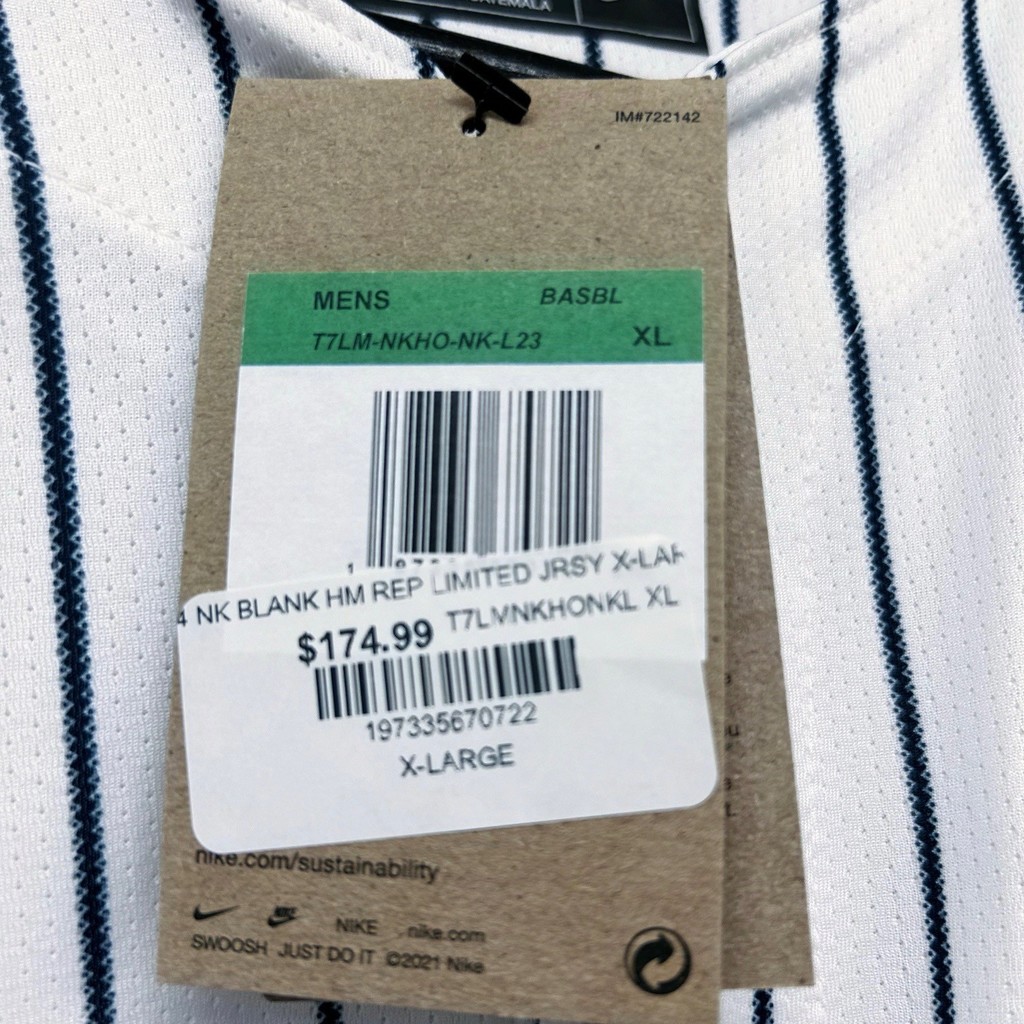 IM#722142
MENS BASBL
T7LM-NKHO-NK-L23 XL
4 NK BLANK HM REP LIMITED JRSY X-LAR
$174.99 T7LMNKHONKL XL
197335670722
X-LARGE
nike.com/sustainability
NIKE nike.com
SWOOSH JUST DO IT ©2021 Nike